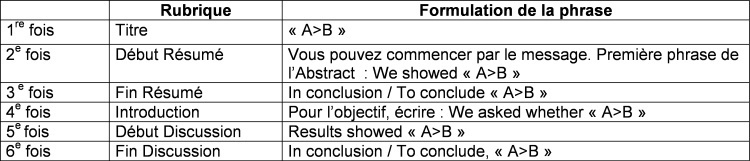 Rubrique Formulation de la phrase
1re fois Titre « A>B »
2e fois Début Résumé Vous pouvez commencer par le message. Première phrase de
l’Abstract : We showed « A>B »
3 e fois Fin Résumé In conclusion / To conclude « A>B »
4e fois Introduction Pour l’objectif, écrire : We asked whether « A>B »
5e fois Début Discussion Results showed « A>B »
6e fois Fin Discussion In conclusion / To conclude, « A>B »